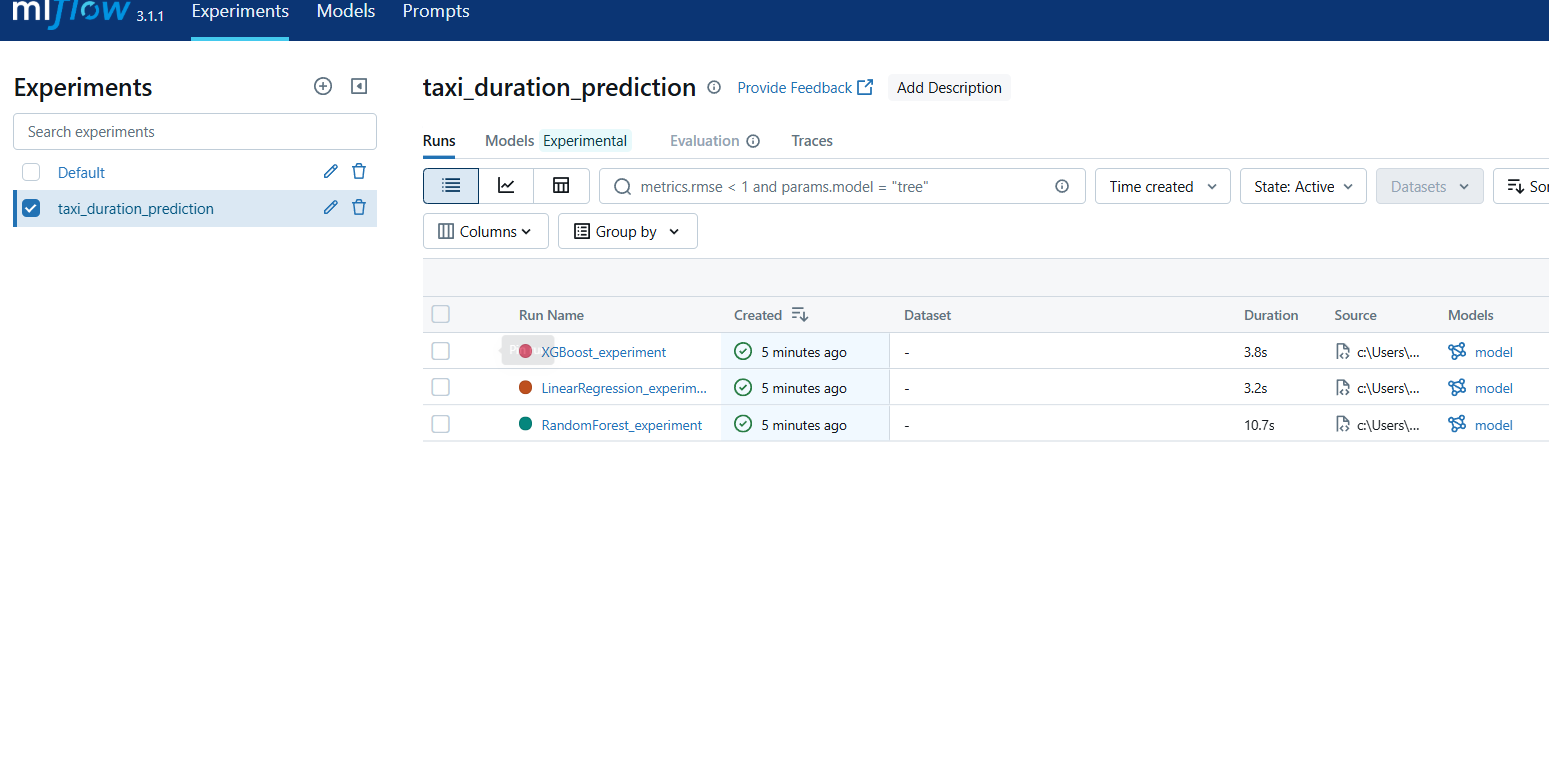 mlflow 3.1.1 Experiments Models Prompts
Experiments
Search experiments
Default
taxi_duration_prediction
taxi_duration_prediction Provide Feedback Add Description
Runs Models Experimental Evaluation Traces
metrics.rmse < 1 and params.model = "tree" Time created State: Active Datasets Sor
Columns Group by
Run Name Created Dataset Duration Source Models
XGBoost_experiment 5 minutes ago - 3.8s c:\Users\... model
LinearRegression_experim... 5 minutes ago - 3.2s c:\Users\... model
RandomForest_experiment 5 minutes ago - 10.7s c:\Users\... model